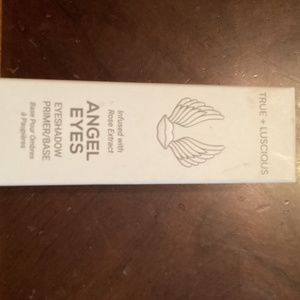 TRUE + LUSCIOUS
Infused with
Rose Extract
ANGEL
EYES
EYESHADOW
PRIMER/BASE
Base Pour Ombres
à Paupières